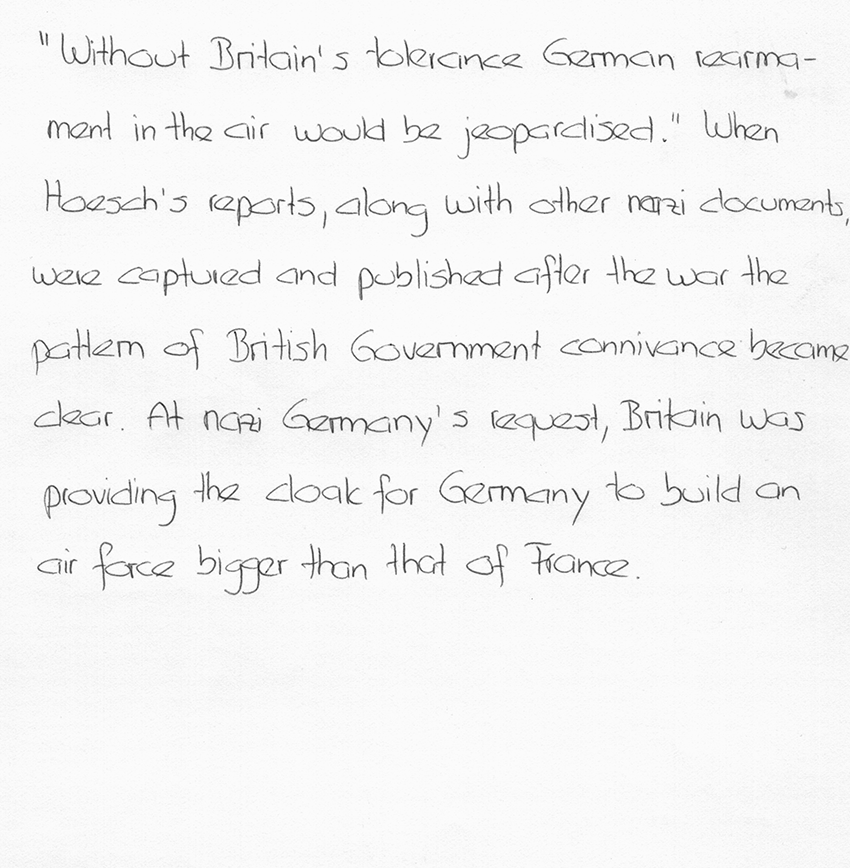 "Without Britain's tolerance German rearma-
ment in the air would be jeopardised." When
Hoesch's reports, along with other nazi documents,
were captured and published after the war the
pattern of British Government connivance became
clear. At nazi Germany's request, Britain was
providing the cloak for Germany to build an
air force bigger than that of France.